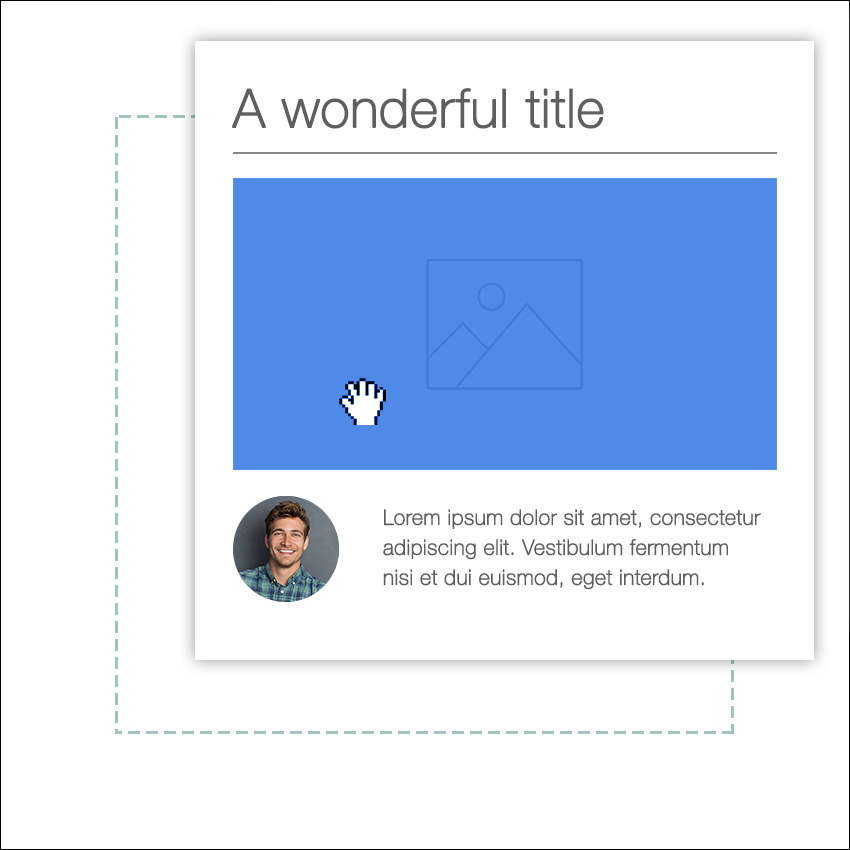 A wonderful title
Lorem ipsum dolor sit amet, consectetur
adipiscing elit. Vestibulum fermentum
nisi et dui euismod, eget interdum.